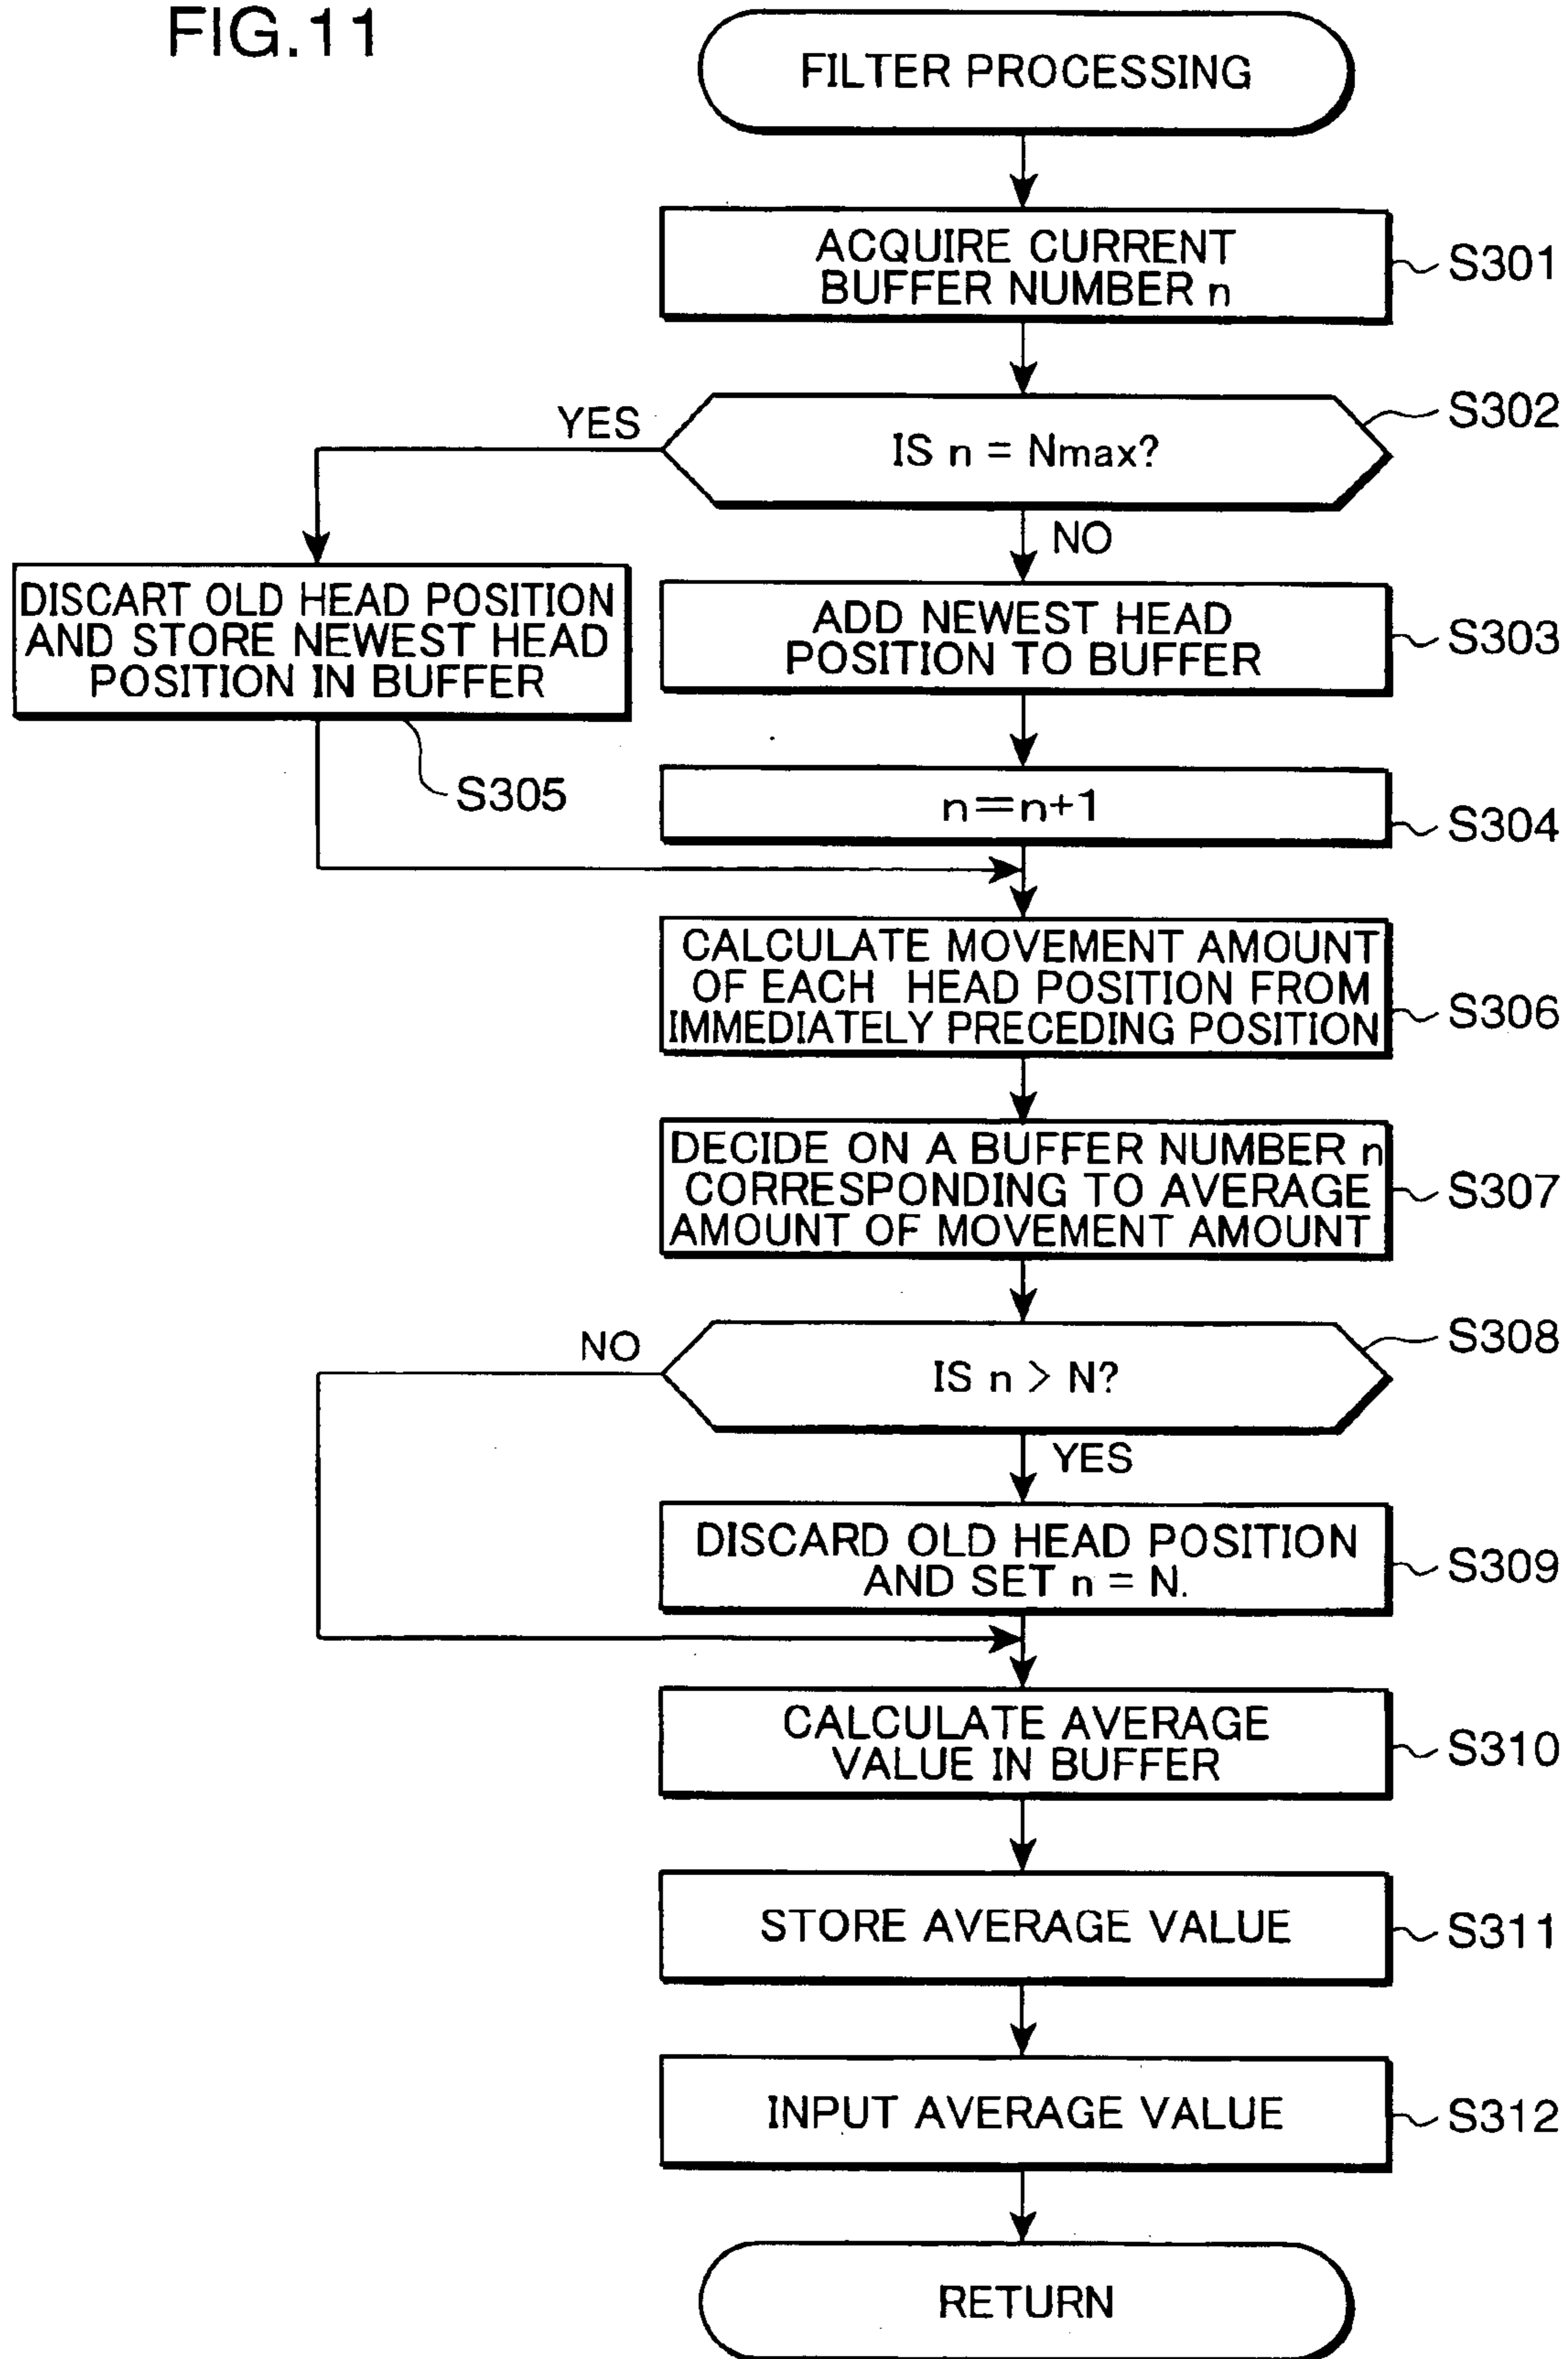 FIG.11
FILTER PROCESSING
ACQUIRE CURRENT
BUFFER NUMBER n
S301
S302
YES
IS n = Nmax?
NO
DISCART OLD HEAD POSITION
AND STORE NEWEST HEAD
POSITION IN BUFFER
S305
ADD NEWEST HEAD
POSITION TO BUFFER
S303
n=n+1
S304
CALCULATE MOVEMENT AMOUNT
OF EACH HEAD POSITION FROM
IMMEDIATELY PRECEDING POSITION
S306
DECIDE ON A BUFFER NUMBER n
CORRESPONDING TO AVERAGE
AMOUNT OF MOVEMENT AMOUNT
S307
S308
NO
IS n > N?
YES
DISCARD OLD HEAD POSITION
AND SET n = N.
S309
CALCULATE AVERAGE
VALUE IN BUFFER
S310
STORE AVERAGE VALUE
S311
INPUT AVERAGE VALUE
S312
RETURN